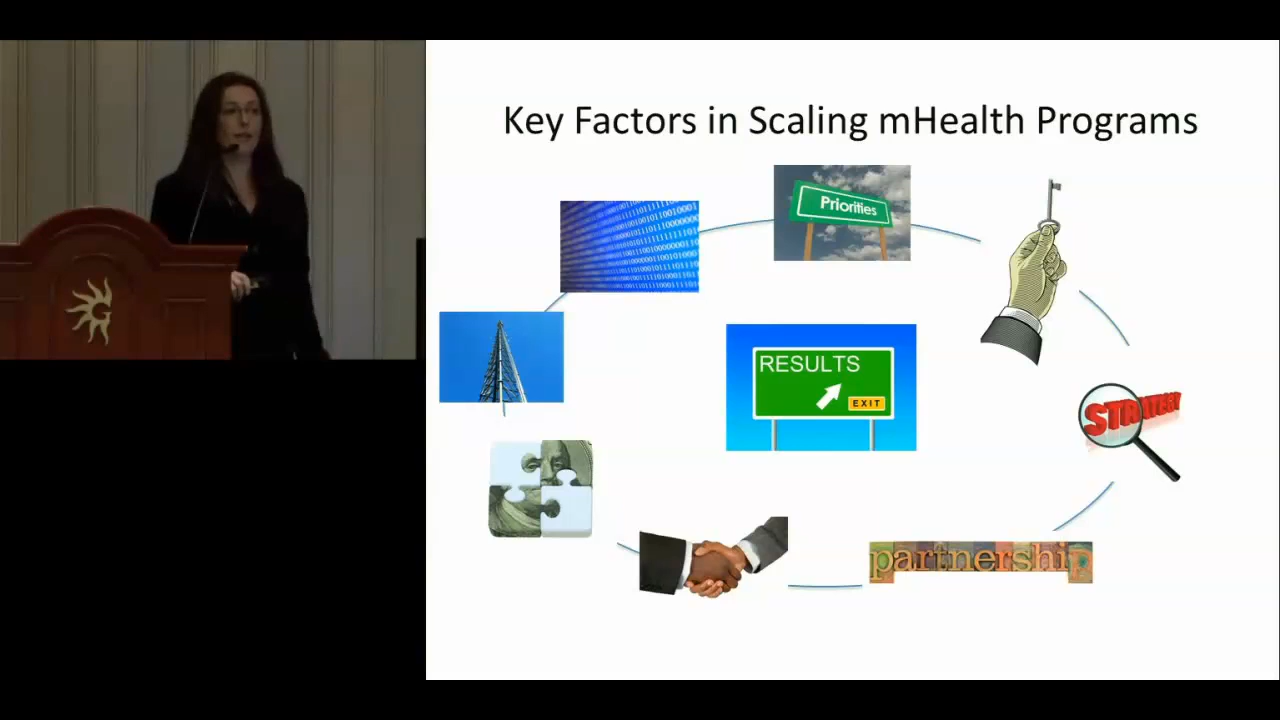 Key Factors in Scaling mHealth Programs
Priorities
RESULTS
EXIT
STRATEGY
partnership